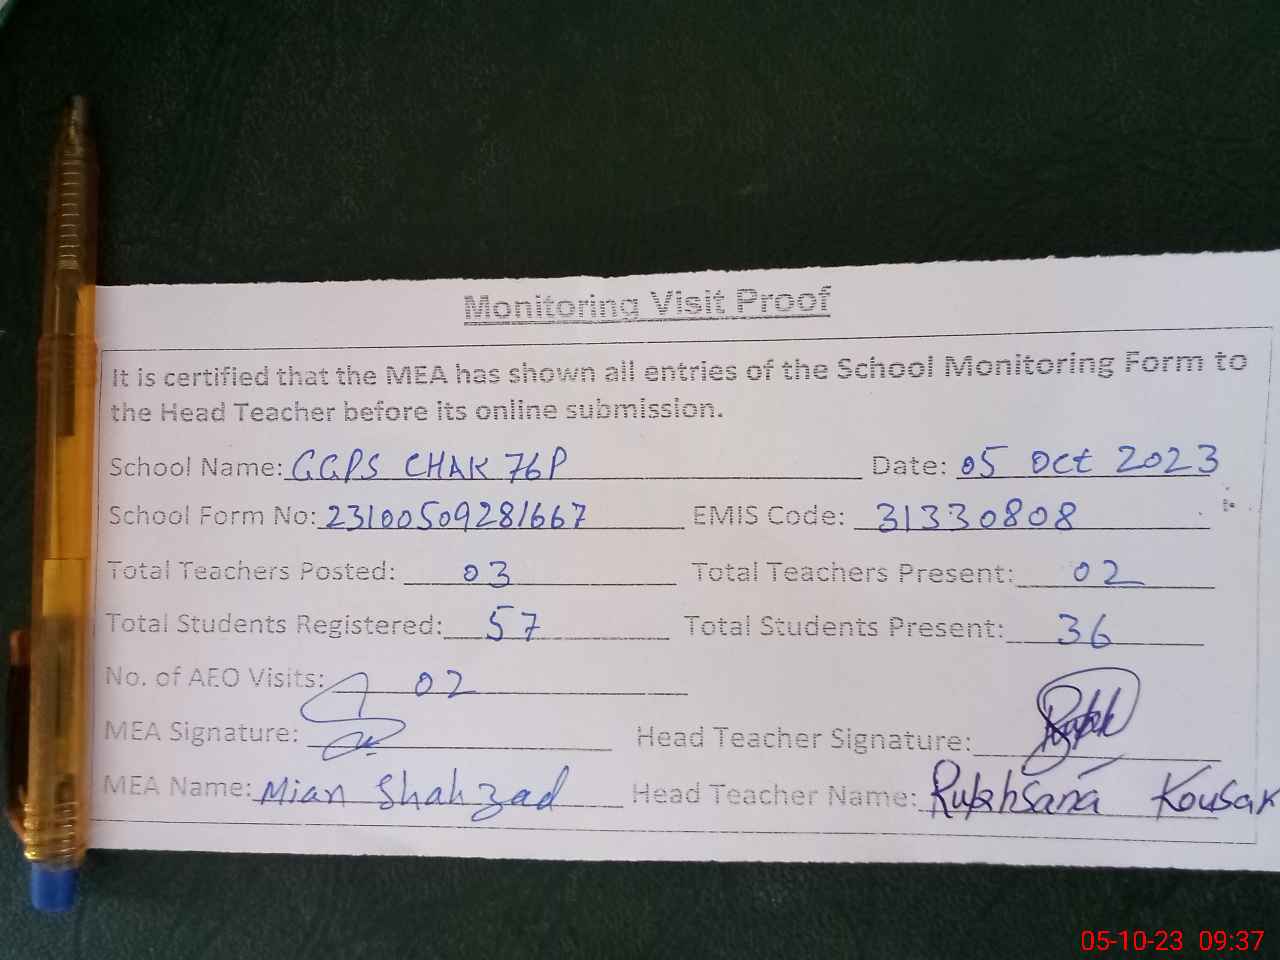 Monitoring Visit Proof
It is certified that the MEA has shown all entries of the School Monitoring Form to
the Head Teacher before its online submission.
School Name: GGPS CHAK 76P Date: 05 Oct 2023
School Form No: 23100509281667 EMIS Code: 31330808
Total Teachers Posted: 03 Total Teachers Present: 02
Total Students Registered: 57 Total Students Present: 36
No. of AEO Visits: 02
MEA Signature: Head Teacher Signature:
MEA Name: Mian Shahzad Head Teacher Name: Rukhsana Kousar
05-10-23 09:37